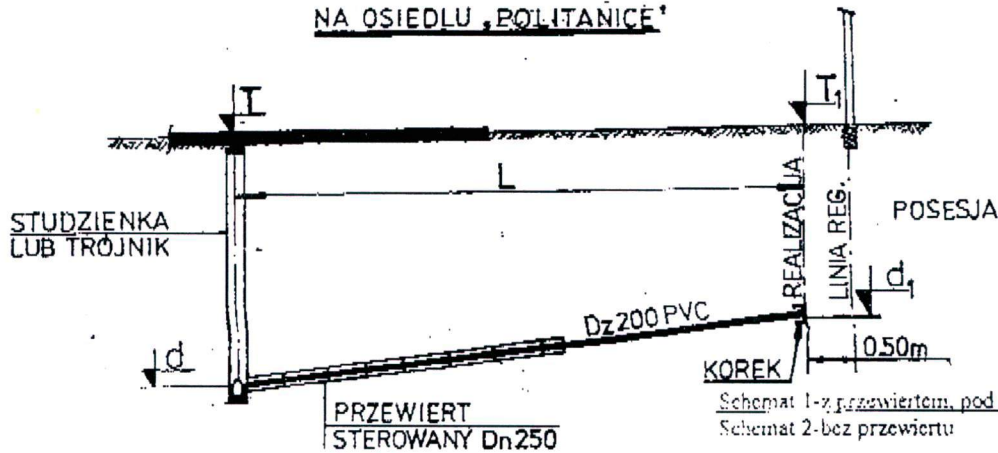 NA OSIEDLU „POLITANICE"
T
T₁
L
STUDZIENKA
LUB TRÓJNIK
REALIZACJA
LINIA REG.
POSESJA
d₁
Dz200 PVC
d
KOREK
0.50m
PRZEWIERT
STEROWANY Dn250
Schemat 1-z przewiertem, pod
Schemat 2-bez przewiertu